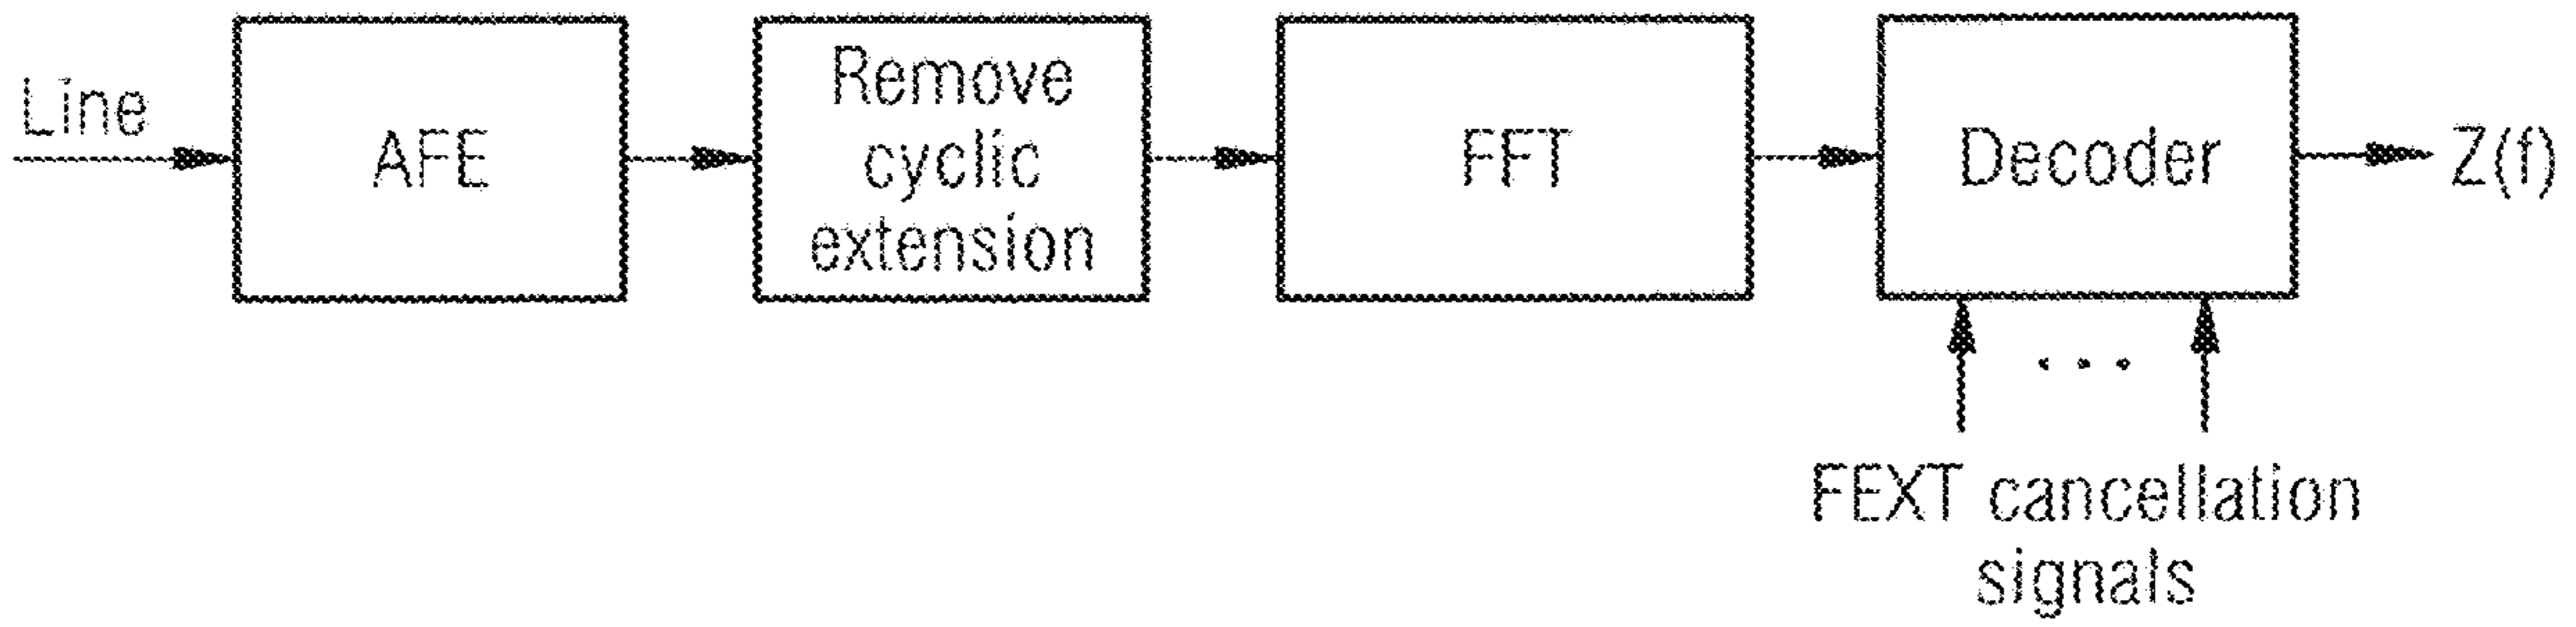 Line
AFE
Remove
cyclic
extension
FFT
Decoder
Z(f)
. . .
FEXT cancellation
signals